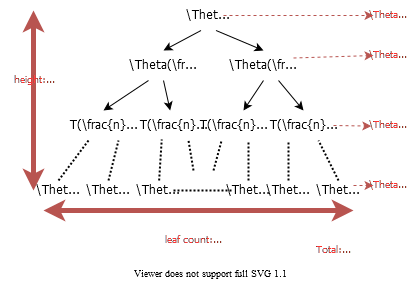 \Thet... \Theta...
\Theta(\fr... \Theta(\fr... \Theta...
height:...
T(\frac{n}... T(\frac{n}... T(\frac{n}... T(\frac{n}... \Theta...
\Thet... \Thet... \Thet... \Thet... \Thet... \Thet... \Theta...
leaf count:...
Total:...
Viewer does not support full SVG 1.1